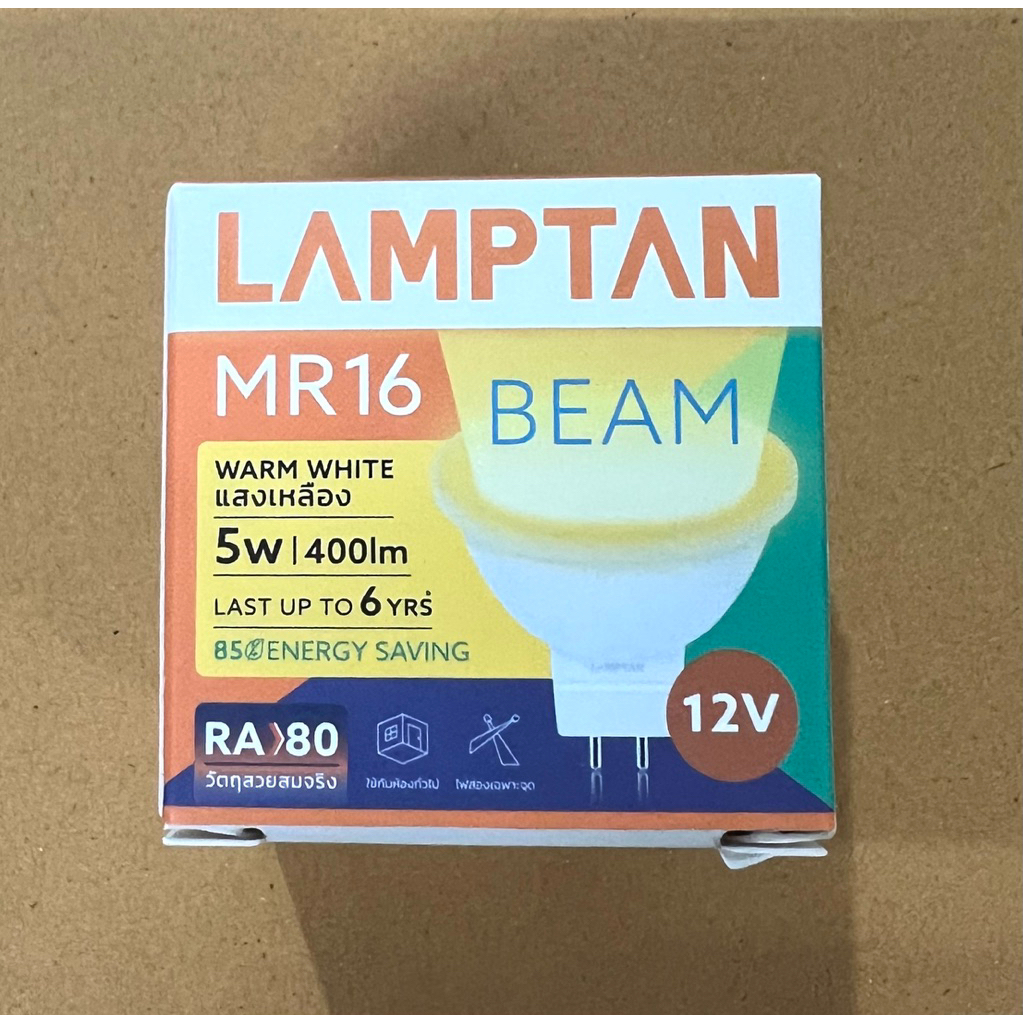 LAMPTAN
MR16
BEAM
WARM WHITE
แสงเหลือง
5W | 400lm
LAST UP TO 6 YRS
85% ENERGY SAVING
LAMPTAN
12V
RA>80
วัตถุสวยสมจริง
ใช้กับห้องทั่วไป
ไฟส่องเฉพาะจุด